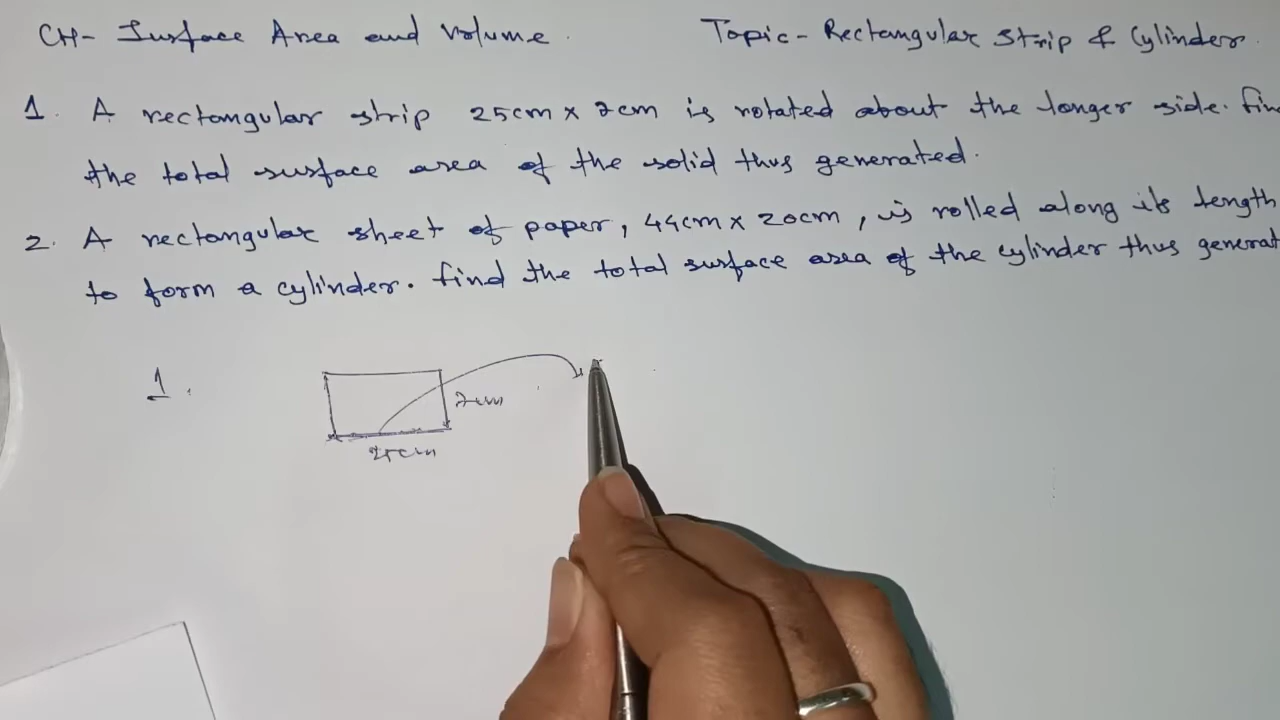 CH- Surface Area and Volume. Topic- Rectangular Strip & Cylinder.
1. A rectangular strip 25cm x 7cm is rotated about the longer side. Fin
the total surface area of the solid thus generated.
2. A rectangular sheet of paper, 44cm x 20cm, is rolled along its length
to form a cylinder. find the total surface area of the cylinder thus generat
1.
7cm
25cm